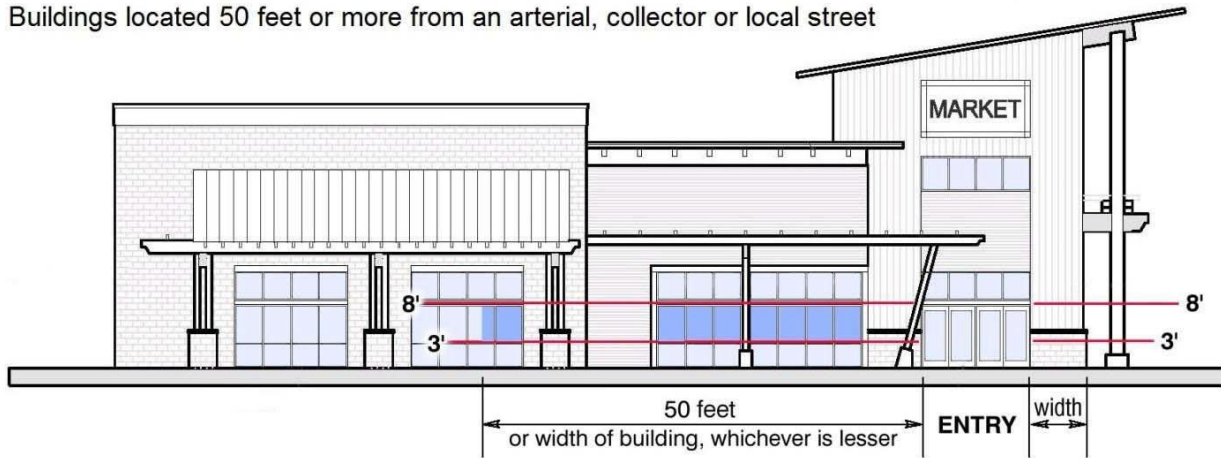 Buildings located 50 feet or more from an arterial, collector or local street
MARKET
8'
8'
3'
3'
50 feet
or width of building, whichever is lesser
ENTRY
width